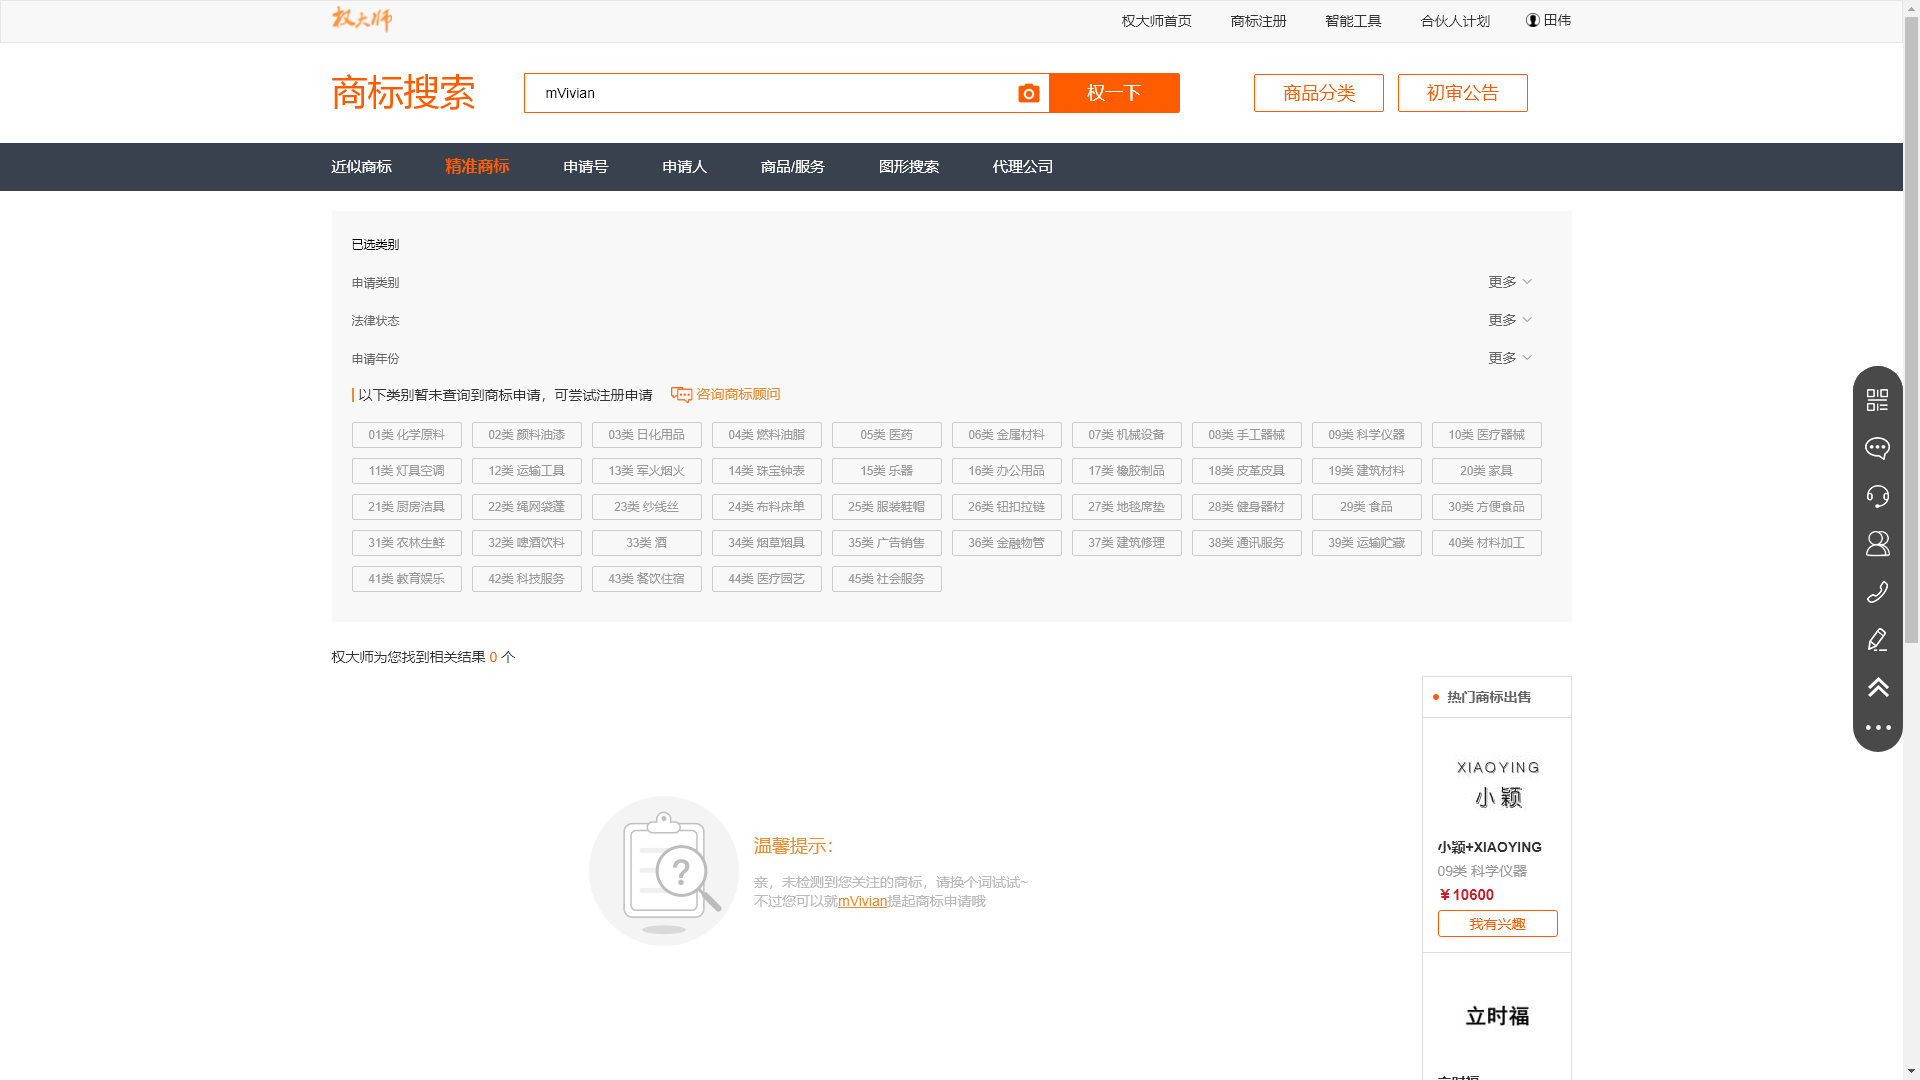 权大师
权大师首页
商标注册
智能工具
合伙人计划
田伟
商标搜索
mVivian
权一下
商品分类
初审公告
近似商标
精准商标
申请号
申请人
商品/服务
图形搜索
代理公司
已选类别
申请类别
更多
法律状态
更多
申请年份
更多
以下类别暂未查询到商标申请，可尝试注册申请
咨询商标顾问
01类 化学原料
02类 颜料油漆
03类 日化用品
04类 燃料油脂
05类 医药
06类 金属材料
07类 机械设备
08类 手工器械
09类 科学仪器
10类 医疗器械
11类 灯具空调
12类 运输工具
13类 军火烟火
14类 珠宝钟表
15类 乐器
16类 办公用品
17类 橡胶制品
18类 皮革皮具
19类 建筑材料
20类 家具
21类 厨房洁具
22类 绳网袋篷
23类 纱线丝
24类 布料床单
25类 服装鞋帽
26类 钮扣拉链
27类 地毯席垫
28类 健身器材
29类 食品
30类 方便食品
31类 农林生鲜
32类 啤酒饮料
33类 酒
34类 烟草烟具
35类 广告销售
36类 金融物管
37类 建筑修理
38类 通讯服务
39类 运输贮藏
40类 材料加工
41类 教育娱乐
42类 科技服务
43类 餐饮住宿
44类 医疗园艺
45类 社会服务
权大师为您找到相关结果 0 个
热门商标出售
XIAOYING
小颖
小颖+XIAOYING
09类 科学仪器
￥10600
我有兴趣
温馨提示：
亲，未检测到您关注的商标，请换个词试试~
不过您可以就mVivian提起商标申请哦
立时福